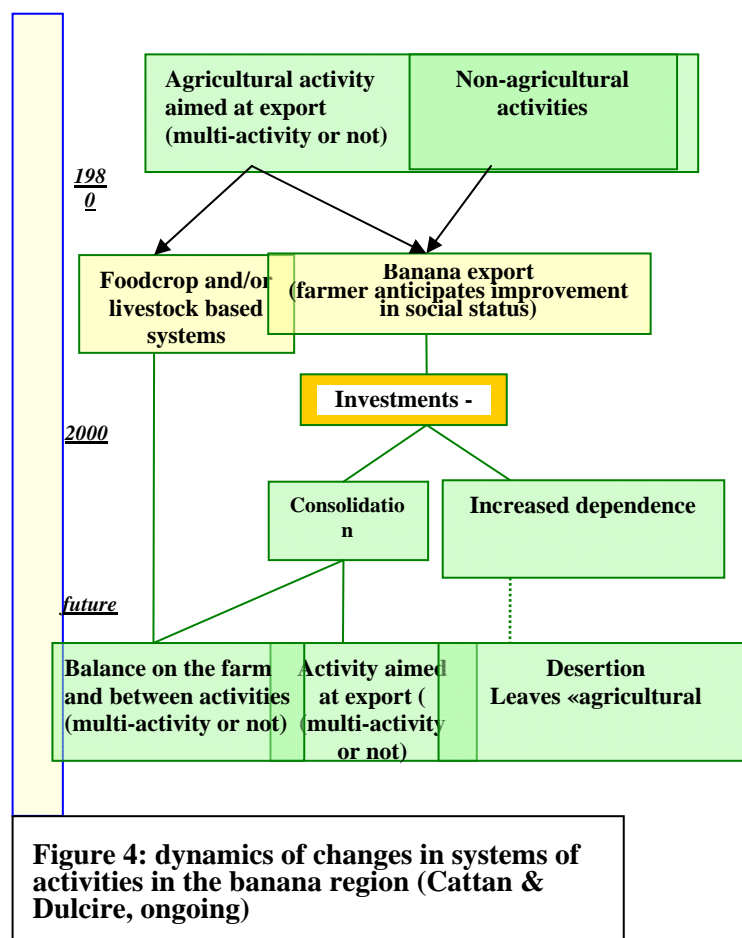 Agricultural activity
aimed at export
(multi-activity or not)
Non-agricultural
activities
198
0
Foodcrop and/or
livestock based
systems
Banana export
(farmer anticipates improvement
in social status)
Investments -
2000
Consolidatio
n
Increased dependence
future
Balance on the farm
and between activities
(multi-activity or not)
Activity aimed
at export (
(multi-activity
or not)
Desertion
Leaves «agricultural
Figure 4: dynamics of changes in systems of
activities in the banana region (Cattan &
Dulcire, ongoing)